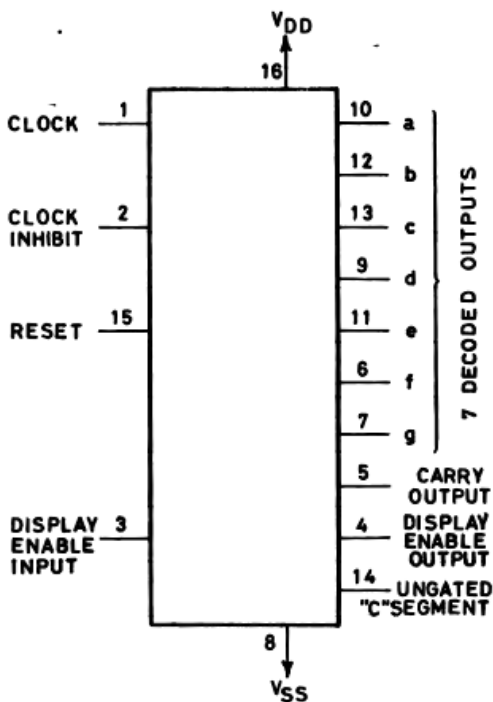 VDD
16
CLOCK 1
10 a
12 b
CLOCK INHIBIT 2
13 c
9 d
RESET 15
11 e
6 f
7 g
7 DECODED OUTPUTS
5 CARRY OUTPUT
DISPLAY ENABLE INPUT 3
4 DISPLAY ENABLE OUTPUT
14 UNGATED "C" SEGMENT
8
VSS